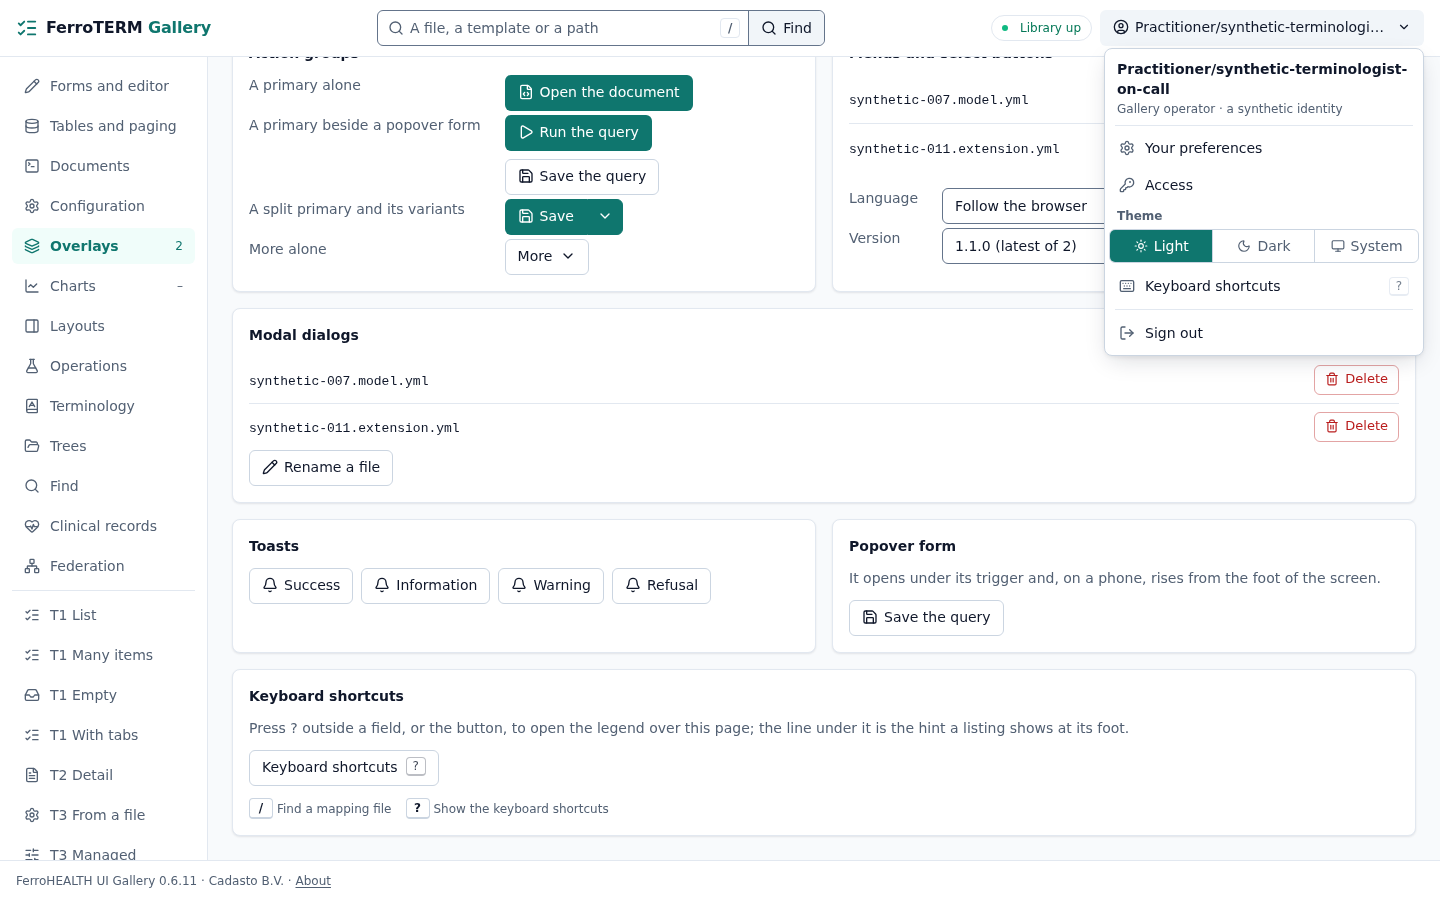 FerroTERM Gallery
A file, a template or a path
/
Find
Library up
Practitioner/synthetic-terminologi...
Forms and editor
Tables and paging
Documents
Configuration
Overlays 2
Charts –
Layouts
Operations
Terminology
Trees
Find
Clinical records
Federation
T1 List
T1 Many items
T1 Empty
T1 With tabs
T2 Detail
T3 From a file
T3 Managed
Action groups
A primary alone
Open the document
A primary beside a popover form
Run the query
Save the query
A split primary and its variants
Save
More alone
More
Menus and select buttons
synthetic-007.model.yml
synthetic-011.extension.yml
Language
Follow the browser
Version
1.1.0 (latest of 2)
Practitioner/synthetic-terminologist-
on-call
Gallery operator · a synthetic identity
Your preferences
Access
Theme
Light Dark System
Keyboard shortcuts ?
Sign out
Modal dialogs
synthetic-007.model.yml
Delete
synthetic-011.extension.yml
Delete
Rename a file
Toasts
Success Information Warning Refusal
Popover form
It opens under its trigger and, on a phone, rises from the foot of the screen.
Save the query
Keyboard shortcuts
Press ? outside a field, or the button, to open the legend over this page; the line under it is the hint a listing shows at its foot.
Keyboard shortcuts ?
/ Find a mapping file ? Show the keyboard shortcuts
FerroHEALTH UI Gallery 0.6.11 · Cadasto B.V. · About